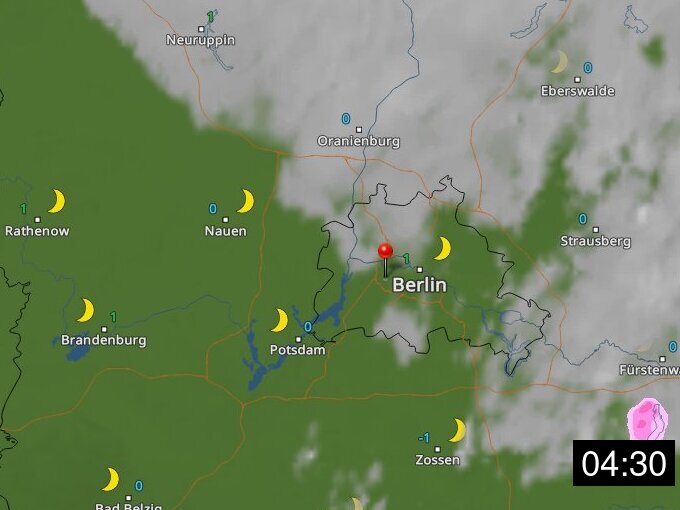 1
Neuruppin
0
Eberswalde
0
Oranienburg
1
Rathenow
0
Nauen
0
Strausberg
1
Berlin
1
Brandenburg
0
Potsdam
0
Fürstenwa
-1
Zossen
04:30
0
Bad Belzig